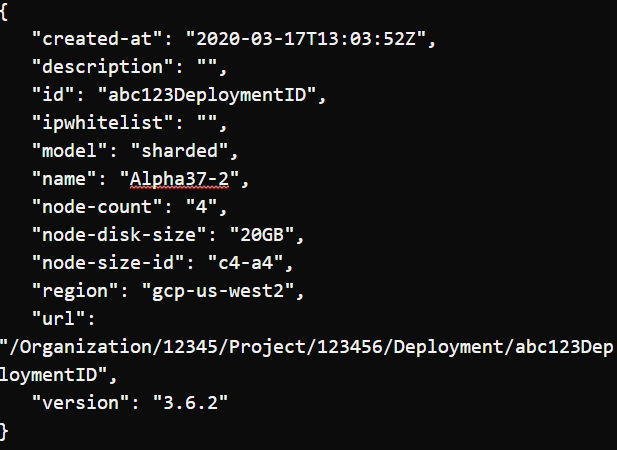 {
   "created-at": "2020-03-17T13:03:52Z",
   "description": "",
   "id": "abc123DeploymentID",
   "ipwhitelist": "",
   "model": "sharded",
   "name": "Alpha37-2",
   "node-count": "4",
   "node-disk-size": "20GB",
   "node-size-id": "c4-a4",
   "region": "gcp-us-west2",
   "url":
"/Organization/12345/Project/123456/Deployment/abc123Dep
loymentID",
   "version": "3.6.2"
}